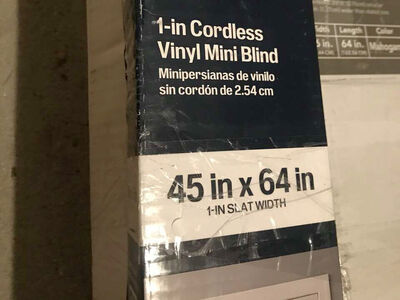 1-in Cordless
Vinyl Mini Blind
Minipersianas de vinilo
sin cordón de 2.54 cm
45 in x 64 in
1-IN SLAT WIDTH
Length Color
64 in.